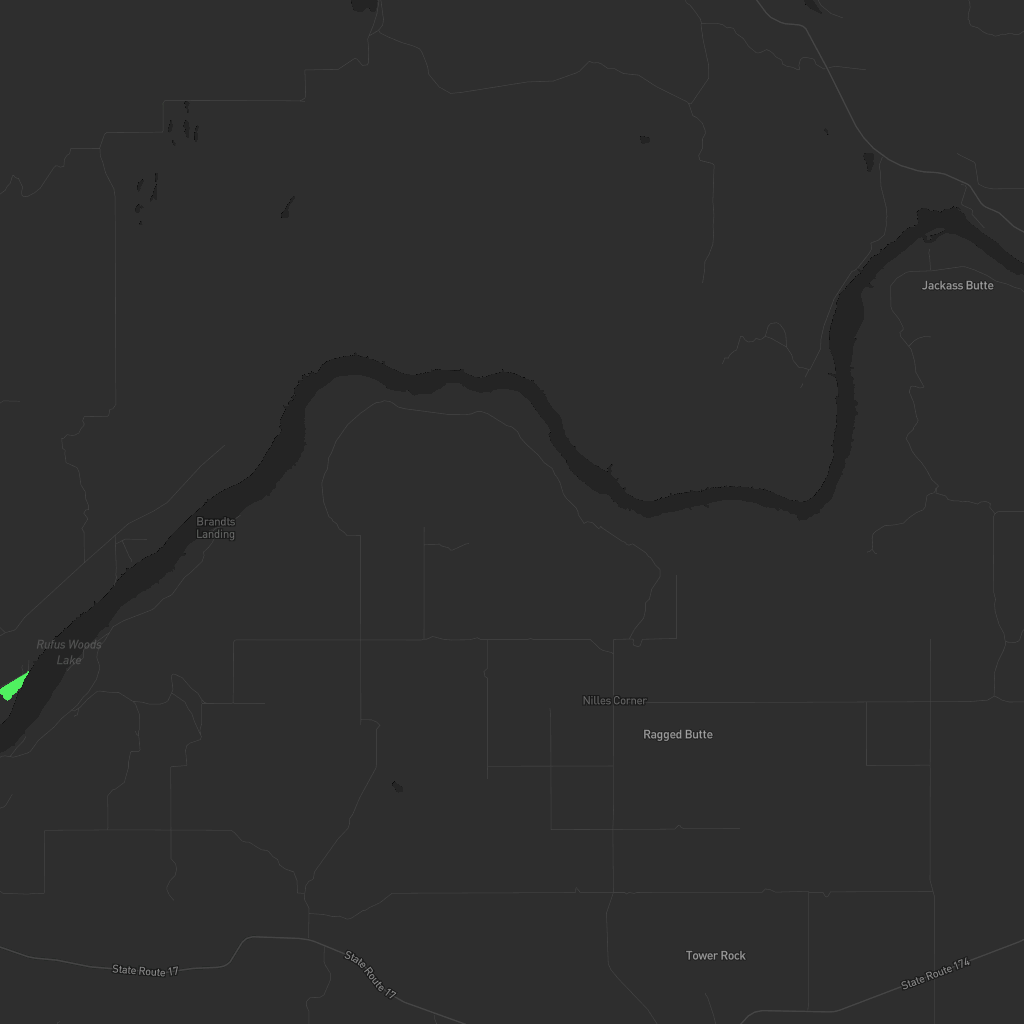 Jackass Butte
Brandts
Landing
Rufus Woods
Lake
Nilles Corner
Ragged Butte
Tower Rock
State Route 17
State Route 17
State Route 174